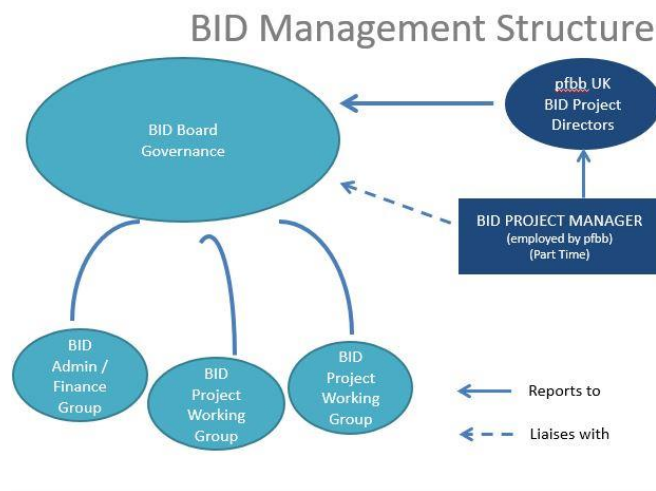 BID Management Structure
pfbb UK
BID Project
Directors
BID Board
Governance
BID PROJECT MANAGER
(employed by pfbb)
(Part Time)
BID
Admin /
Finance
Group
BID
Project
Working
Group
BID
Project
Working
Group
Reports to
Liaises with